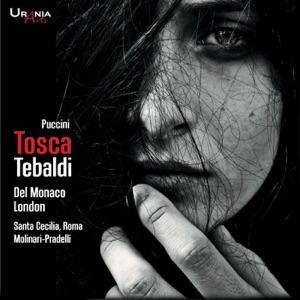 URANIA
Arts
Puccini
Tosca
Tebaldi
Del Monaco
London
Santa Cecilia, Roma
Molinari-Pradelli